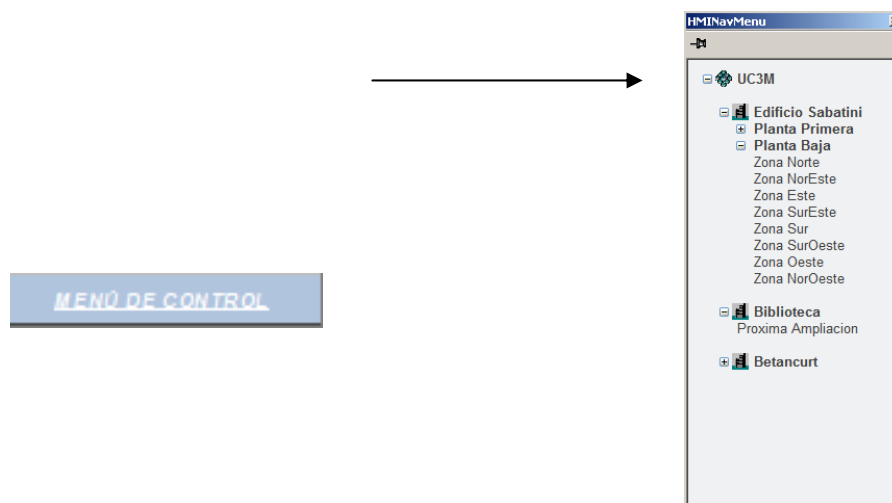 HMINavMenu
UC3M
Edificio Sabatini
Planta Primera
Planta Baja
Zona Norte
Zona NorEste
Zona Este
Zona SurEste
Zona Sur
Zona SurOeste
Zona Oeste
Zona NorOeste
Biblioteca
Proxima Ampliacion
Betancurt
MENÚ DE CONTROL